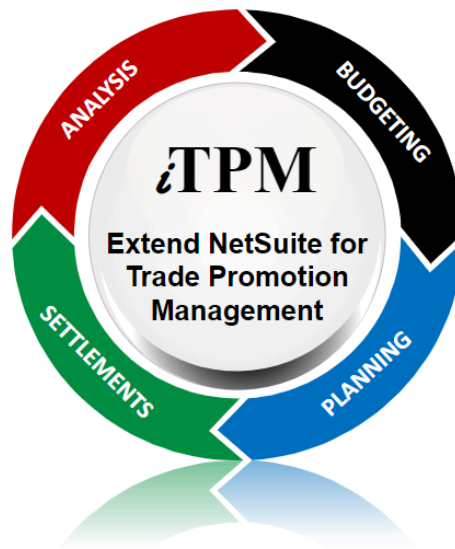 ANALYSIS
BUDGETING
iTPM
Extend NetSuite for
Trade Promotion
Management
SETTLEMENTS
PLANNING